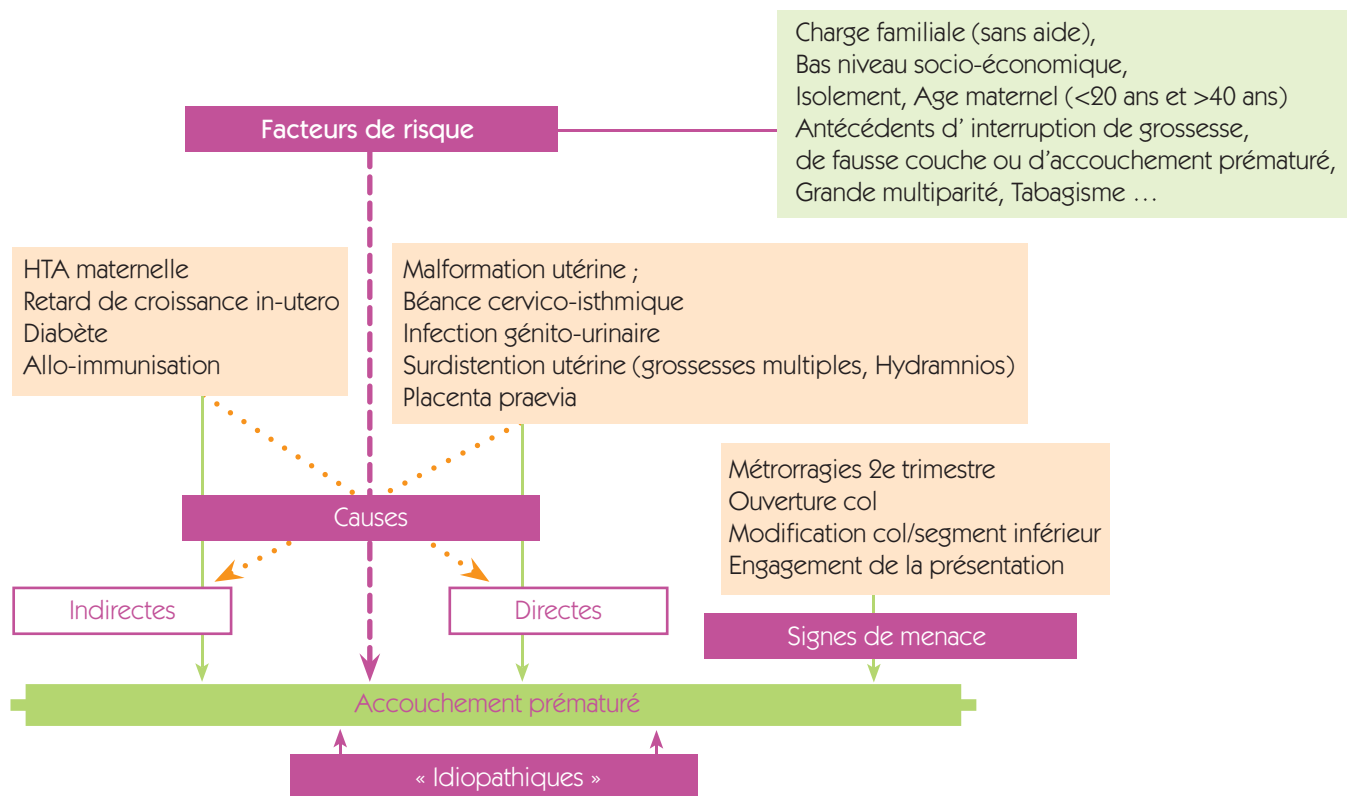 Charge familiale (sans aide),
Bas niveau socio-économique,
Isolement, Age maternel (<20 ans et >40 ans)
Antécédents d' interruption de grossesse,
de fausse couche ou d'accouchement prématuré,
Grande multiparité, Tabagisme …
Facteurs de risque
HTA maternelle
Retard de croissance in-utero
Diabète
Allo-immunisation
Malformation utérine ;
Béance cervico-isthmique
Infection génito-urinaire
Surdistention utérine (grossesses multiples, Hydramnios)
Placenta praevia
Métrorragies 2e trimestre
Ouverture col
Modification col/segment inférieur
Engagement de la présentation
Causes
Indirectes
Directes
Signes de menace
Accouchement prématuré
« Idiopathiques »